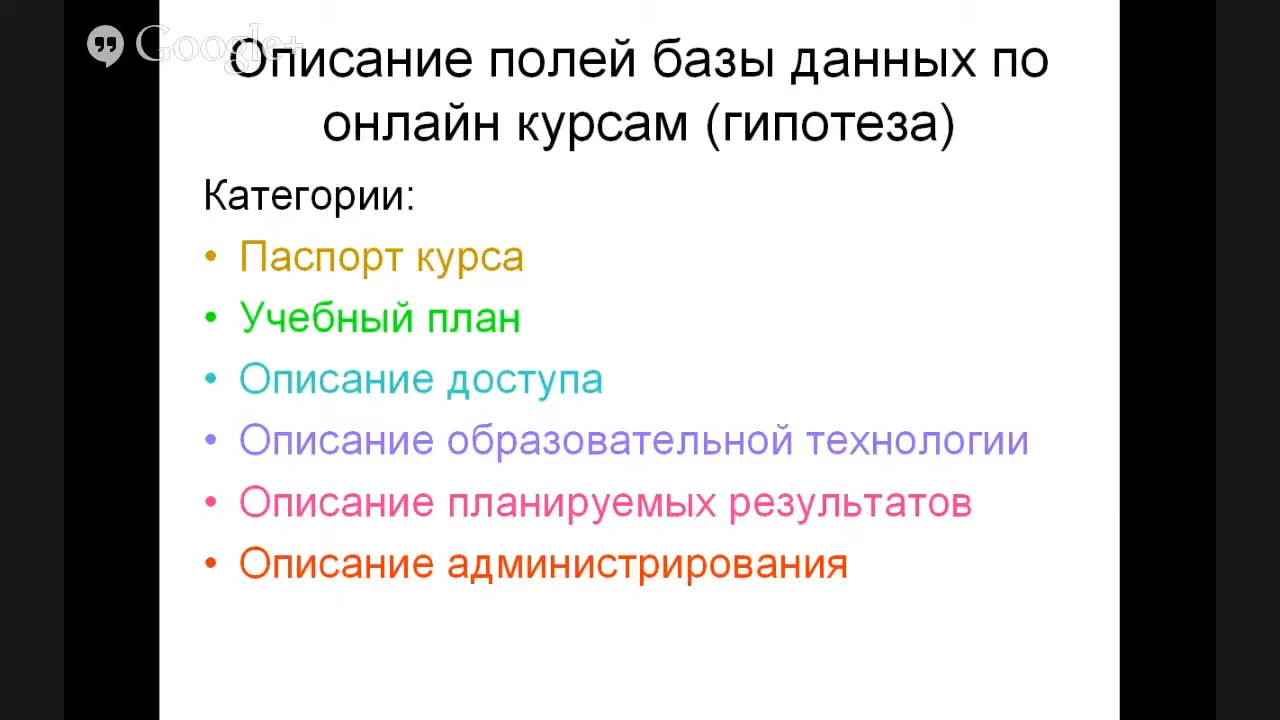 Google+
Описание полей базы данных по
онлайн курсам (гипотеза)
Категории:
• Паспорт курса
• Учебный план
• Описание доступа
• Описание образовательной технологии
• Описание планируемых результатов
• Описание администрирования